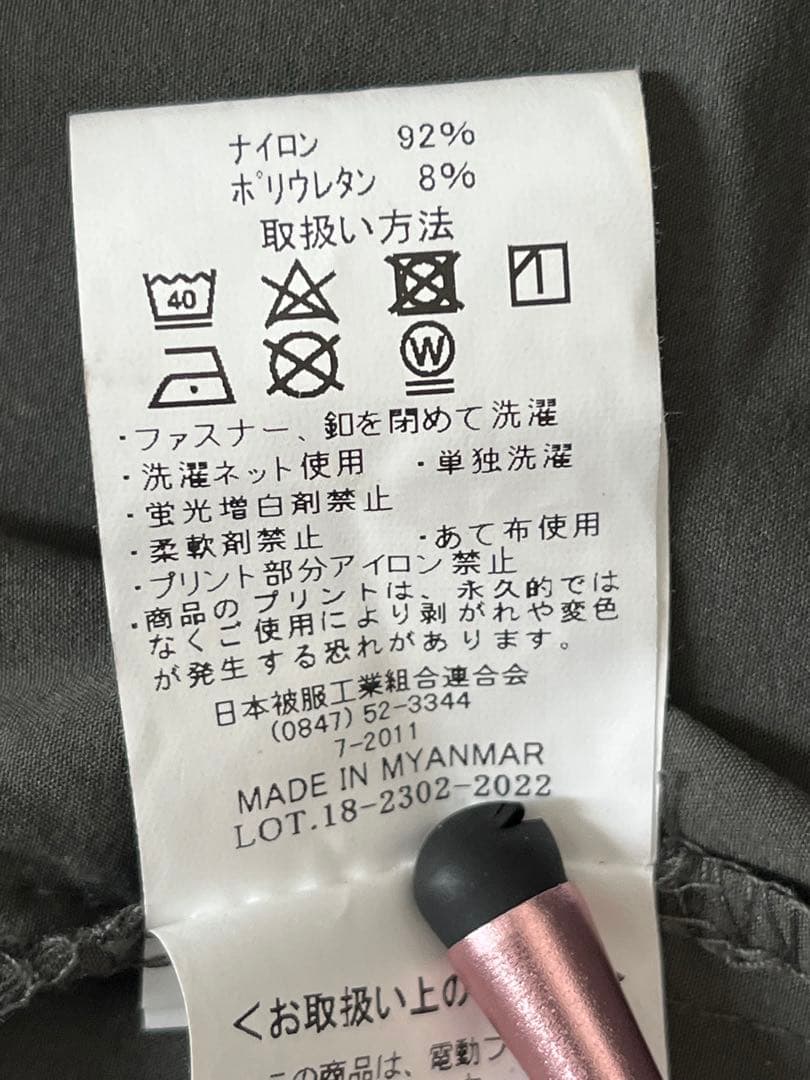 ナイロン 92%
ポリウレタン 8%
取扱い方法
40
W
・ファスナー、釦を閉めて洗濯
・洗濯ネット使用 ・単独洗濯
・蛍光増白剤禁止
・柔軟剤禁止 ・あて布使用
・プリント部分アイロン禁止
・商品のプリントは、永久的では
なくご使用により剥がれや変色
が発生する恐れがあります。
日本被服工業組合連合会
(0847) 52-3344
7-2011
MADE IN MYANMAR
LOT.18-2302-2022
<お取扱い上の
この商品は、電動フ